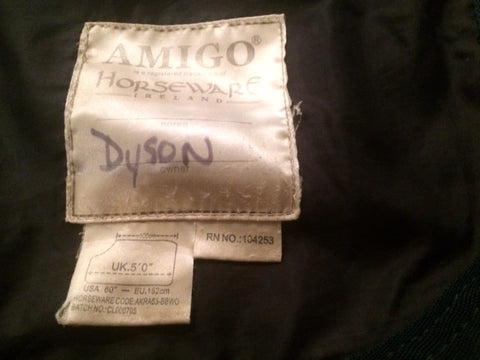 AMIGO®
HORSEWARE
IRELAND
Dyson
owner
RN NO.:104253
UK.5'0"
USA 60" — EU.152cm
HORSEWARE CODE:AKRA53-BBW0
BATCH NO.:CL000705